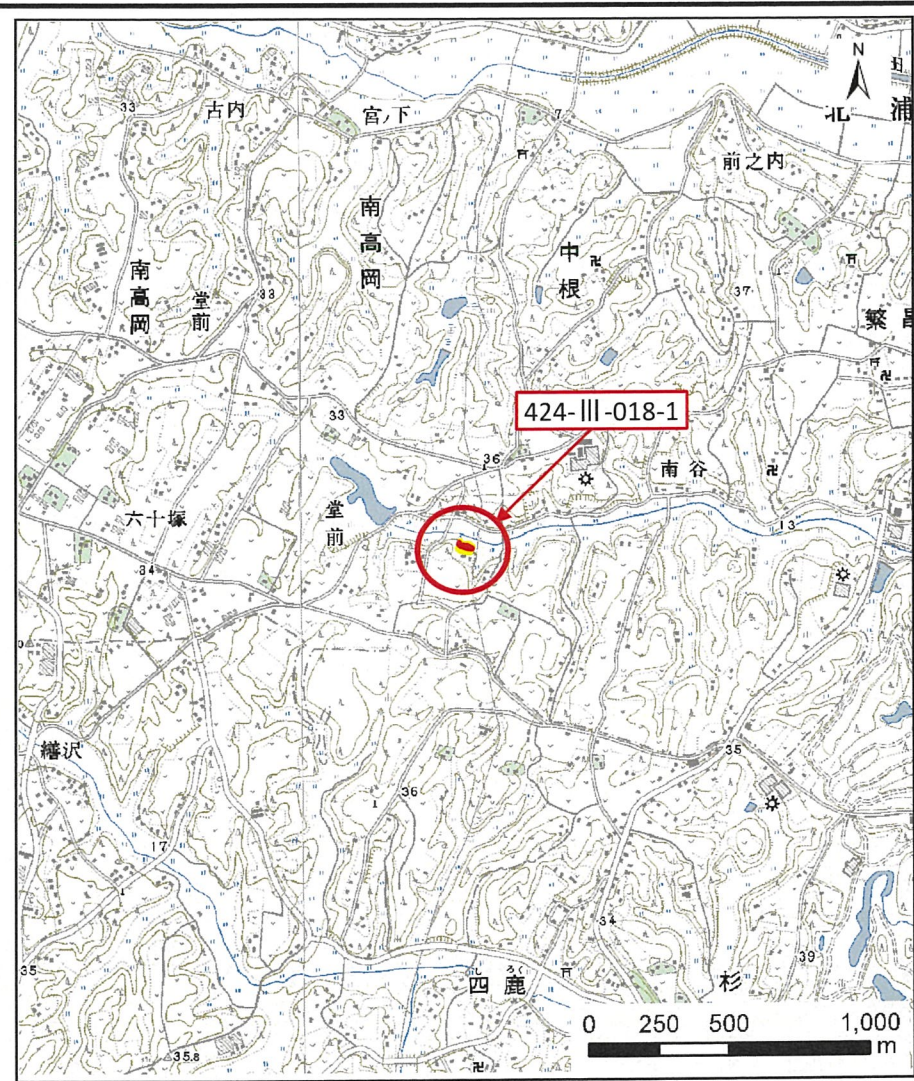 N
古内
宮ノ下
33
7
北 浦
前之内
南高岡
中根
南高岡
堂前
33
37
繁昌
33
424-Ⅲ-018-1
36
南谷
六十塚
堂前
13
34
35
繕沢
36
17
34
39
35
四鹿
し ろく
杉
0 250 500 1,000
m
35.8